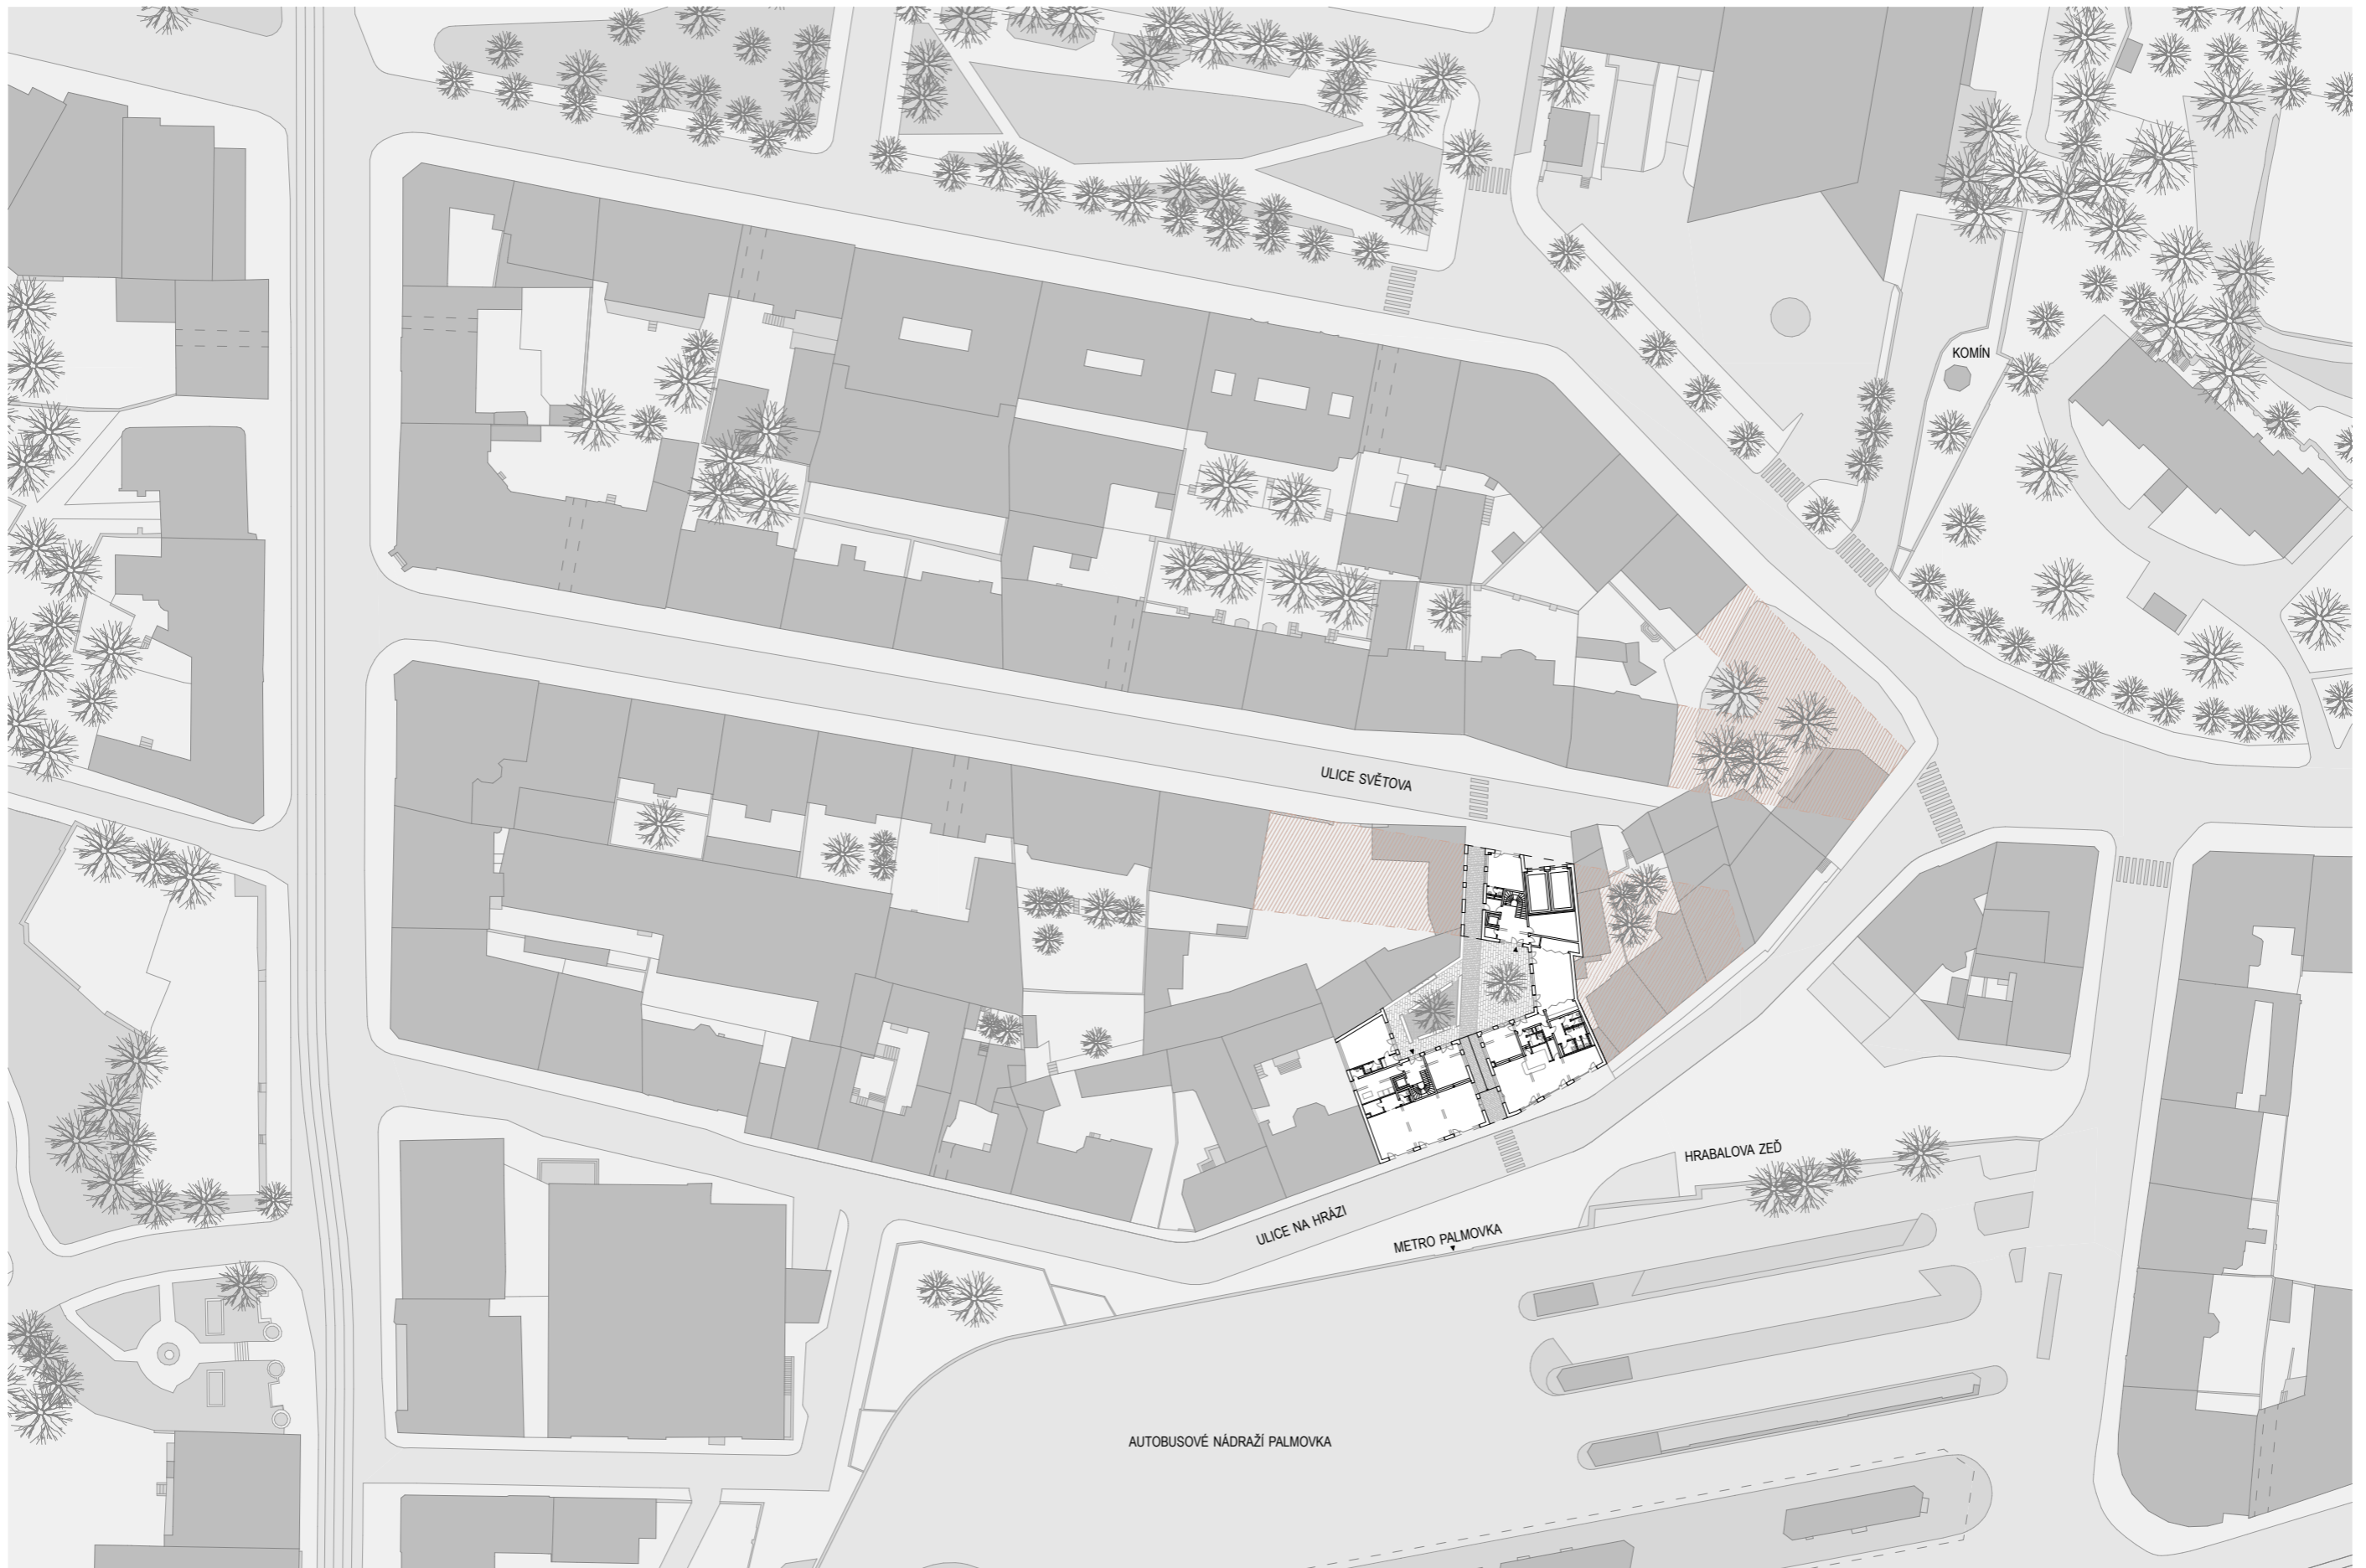 KOMÍN
ULICE SVĚTOVA
HRABALOVA ZEĎ
ULICE NA HRÁZI
METRO PALMOVKA
AUTOBUSOVÉ NÁDRAŽÍ PALMOVKA